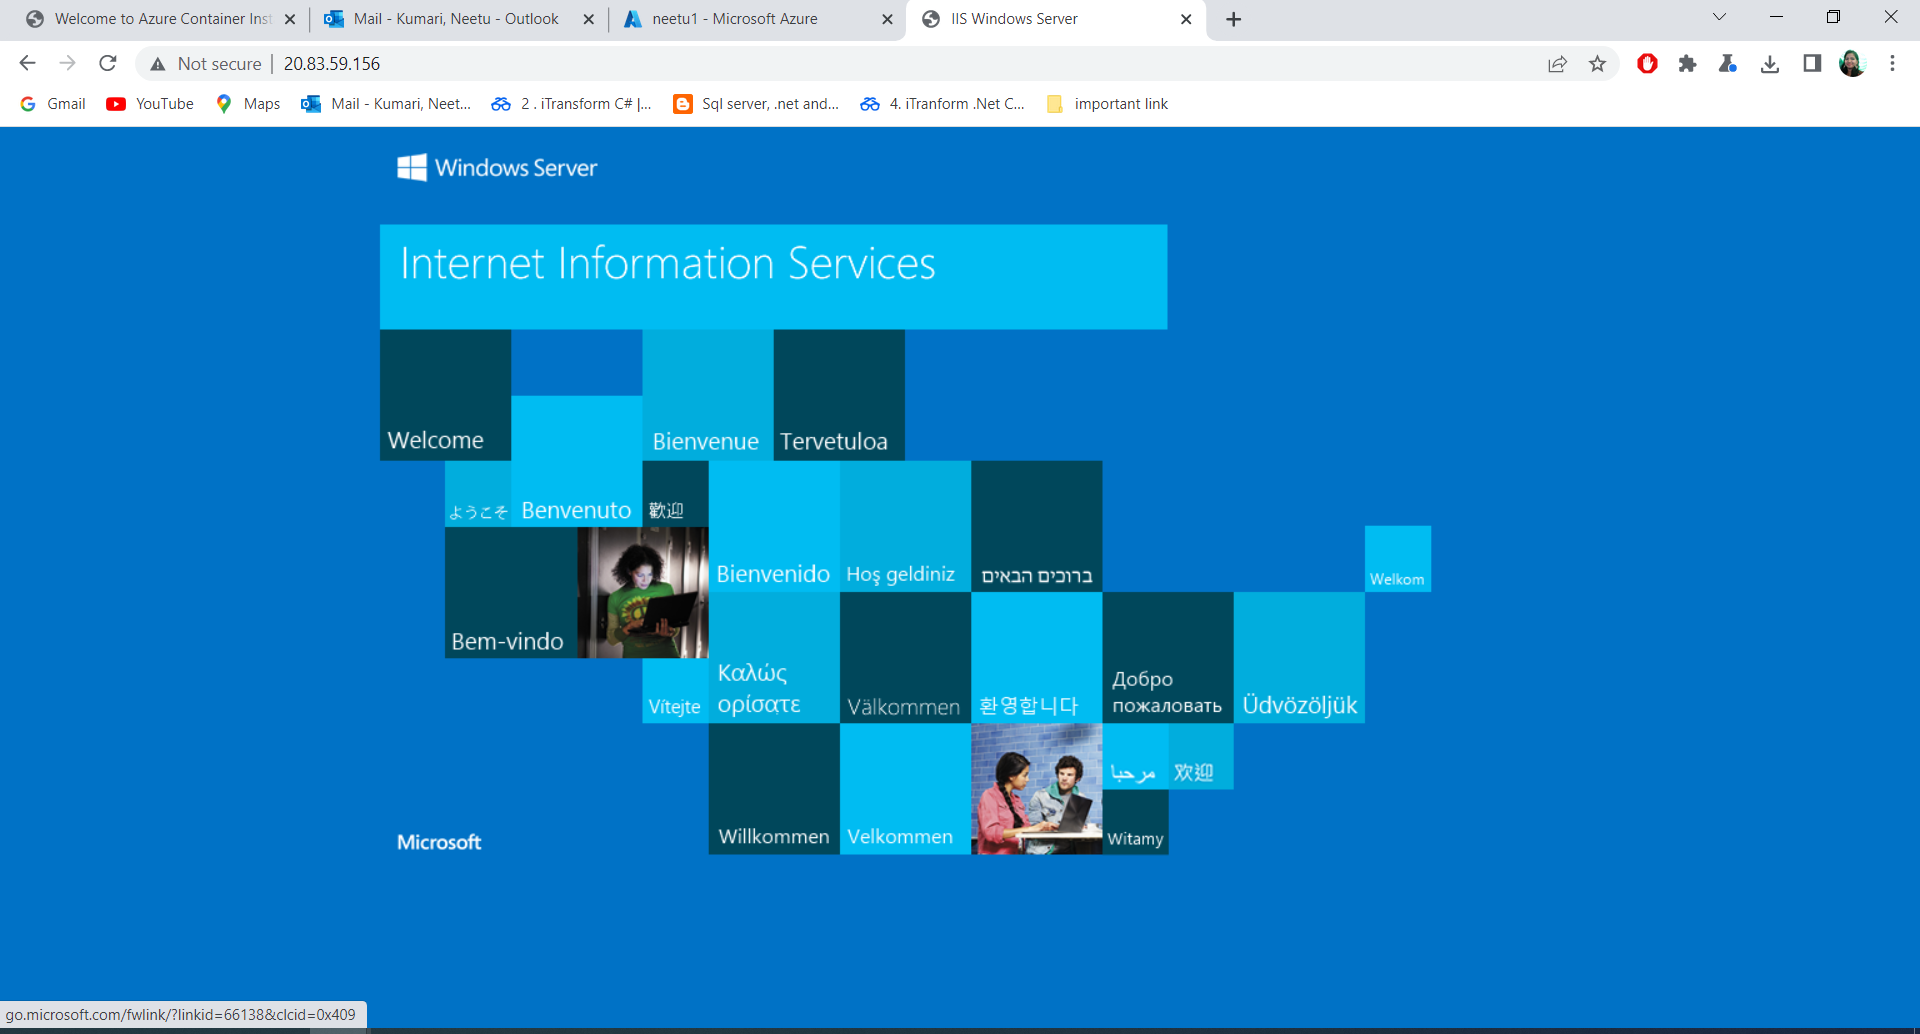 Welcome to Azure Container Inst
Mail - Kumari, Neetu - Outlook
neetu1 - Microsoft Azure
IIS Windows Server
Not secure
20.83.59.156
Gmail
YouTube
Maps
Mail - Kumari, Neet...
2 . iTransform C# |...
Sql server, .net and...
4. iTranform .Net C...
important link
Windows Server
Internet Information Services
Welcome
Bienvenue
Tervetuloa
ようこそ
Benvenuto
歡迎
Bienvenido
Hoş geldiniz
ברוכים הבאים
Welkom
Bem-vindo
Vítejte
Καλώς
ορίσατε
Välkommen
환영합니다
Добро
пожаловать
Üdvözöljük
مرحبا
欢迎
Microsoft
Willkommen
Velkommen
Witamy
go.microsoft.com/fwlink/?linkid=66138&clcid=0x409